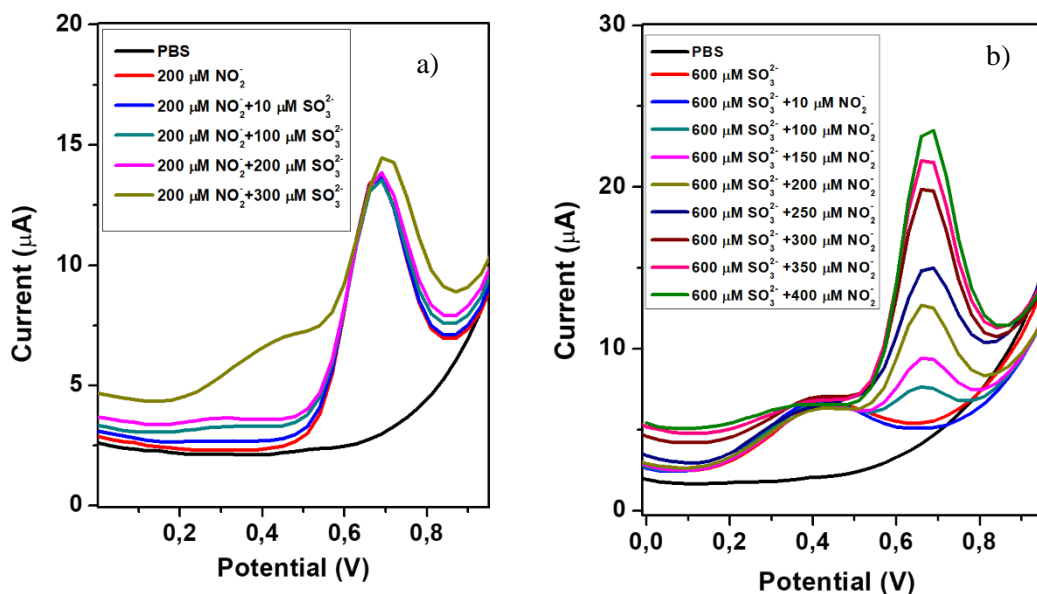 a)
PBS
200 μM NO₂⁻
200 μM NO₂⁻+10 μM SO₃²⁻
200 μM NO₂⁻+100 μM SO₃²⁻
200 μM NO₂⁻+200 μM SO₃²⁻
200 μM NO₂⁻+300 μM SO₃²⁻
20
15
10
5
0
Current (μA)
0,2 0,4 0,6 0,8
Potential (V)
b)
PBS
600 μM SO₃²⁻
600 μM SO₃²⁻ +10 μM NO₂⁻
600 μM SO₃²⁻ +100 μM NO₂⁻
600 μM SO₃²⁻ +150 μM NO₂⁻
600 μM SO₃²⁻ +200 μM NO₂⁻
600 μM SO₃²⁻ +250 μM NO₂⁻
600 μM SO₃²⁻ +300 μM NO₂⁻
600 μM SO₃²⁻ +350 μM NO₂⁻
600 μM SO₃²⁻ +400 μM NO₂⁻
30
20
10
0
Current (μA)
0,0 0,2 0,4 0,6 0,8
Potential (V)